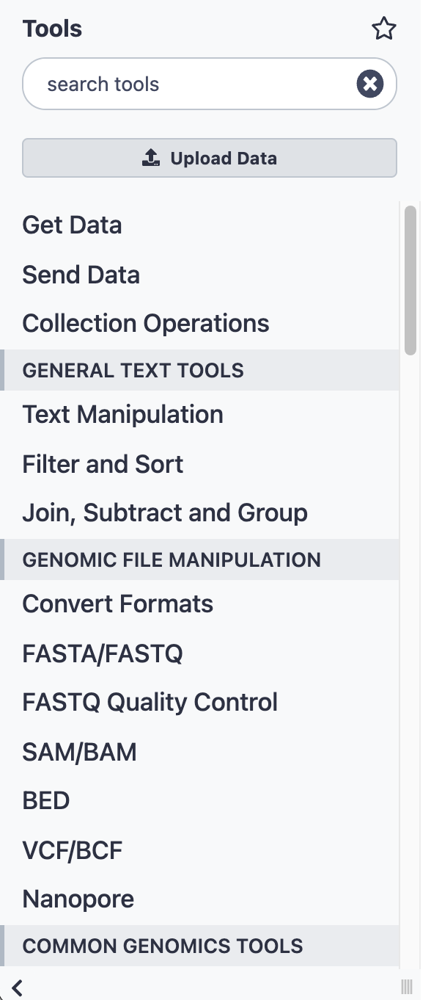 Tools
search tools
Upload Data
Get Data
Send Data
Collection Operations
GENERAL TEXT TOOLS
Text Manipulation
Filter and Sort
Join, Subtract and Group
GENOMIC FILE MANIPULATION
Convert Formats
FASTA/FASTQ
FASTQ Quality Control
SAM/BAM
BED
VCF/BCF
Nanopore
COMMON GENOMICS TOOLS